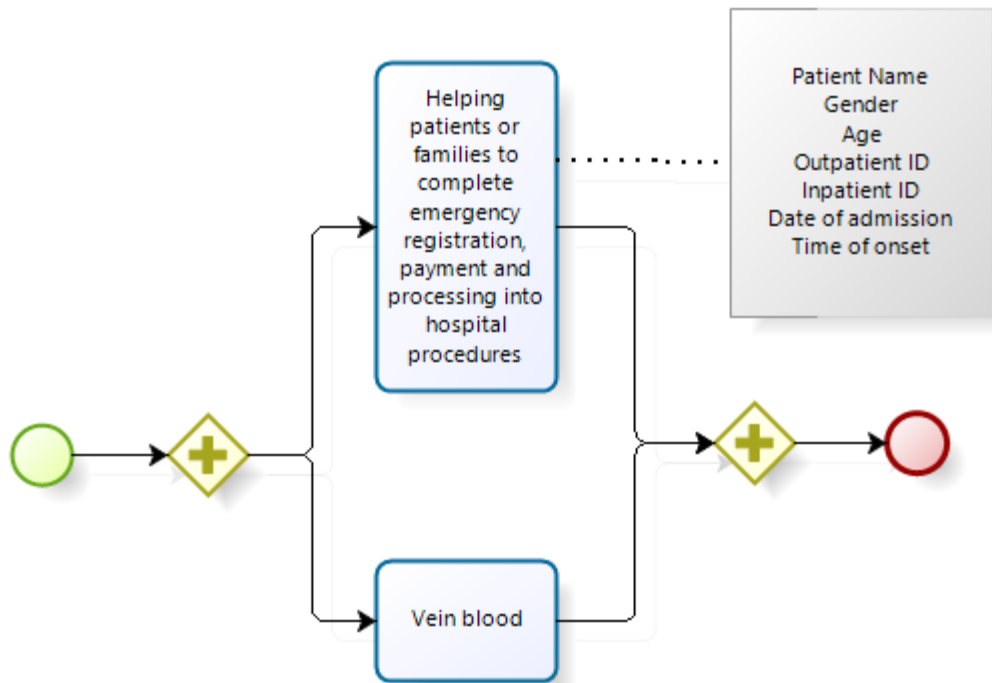 Helping
patients or
families to
complete
emergency
registration,
payment and
processing into
hospital
procedures
Patient Name
Gender
Age
Outpatient ID
Inpatient ID
Date of admission
Time of onset
Vein blood